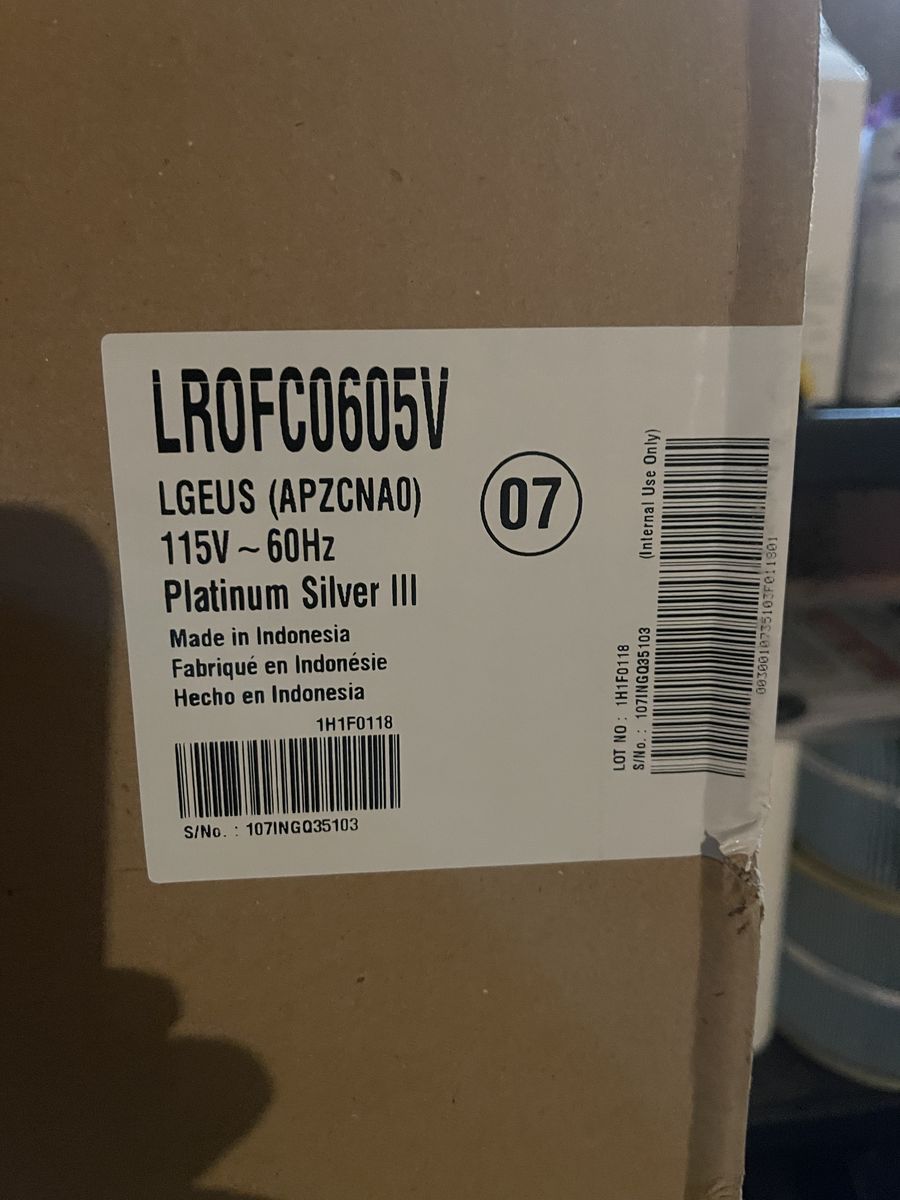 LROFC0605V
LGEUS (APZCNA0)
115V ~ 60Hz
Platinum Silver III
Made in Indonesia
Fabriqué en Indonésie
Hecho en Indonesia
1H1F0118
S/No. : 107INGQ35103
07
(Internal Use Only)
LOT NO : 1H1F0118
S/No.: 107INGQ35103
0030010735103F011801